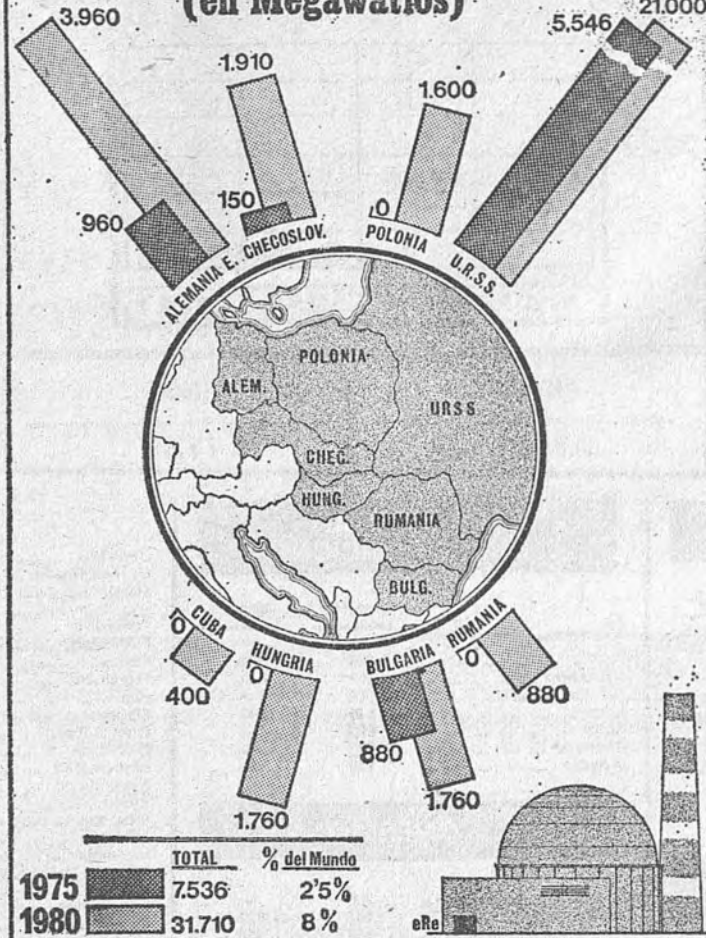 (en Megawatios)
3.960
1.910
1.600
5.546
21.000
960
150
0
ALEMANIA E.
CHECOSLOV.
POLONIA
U.R.S.S.
POLONIA
ALEM.
URSS
CHEC.
HUNG.
RUMANIA
BULG.
CUBA
HUNGRIA
BULGARIA
RUMANIA
0
400
0
1.760
880
1.760
0
880
TOTAL % del Mundo
1975 7.536 2'5%
1980 31.710 8%
eRe